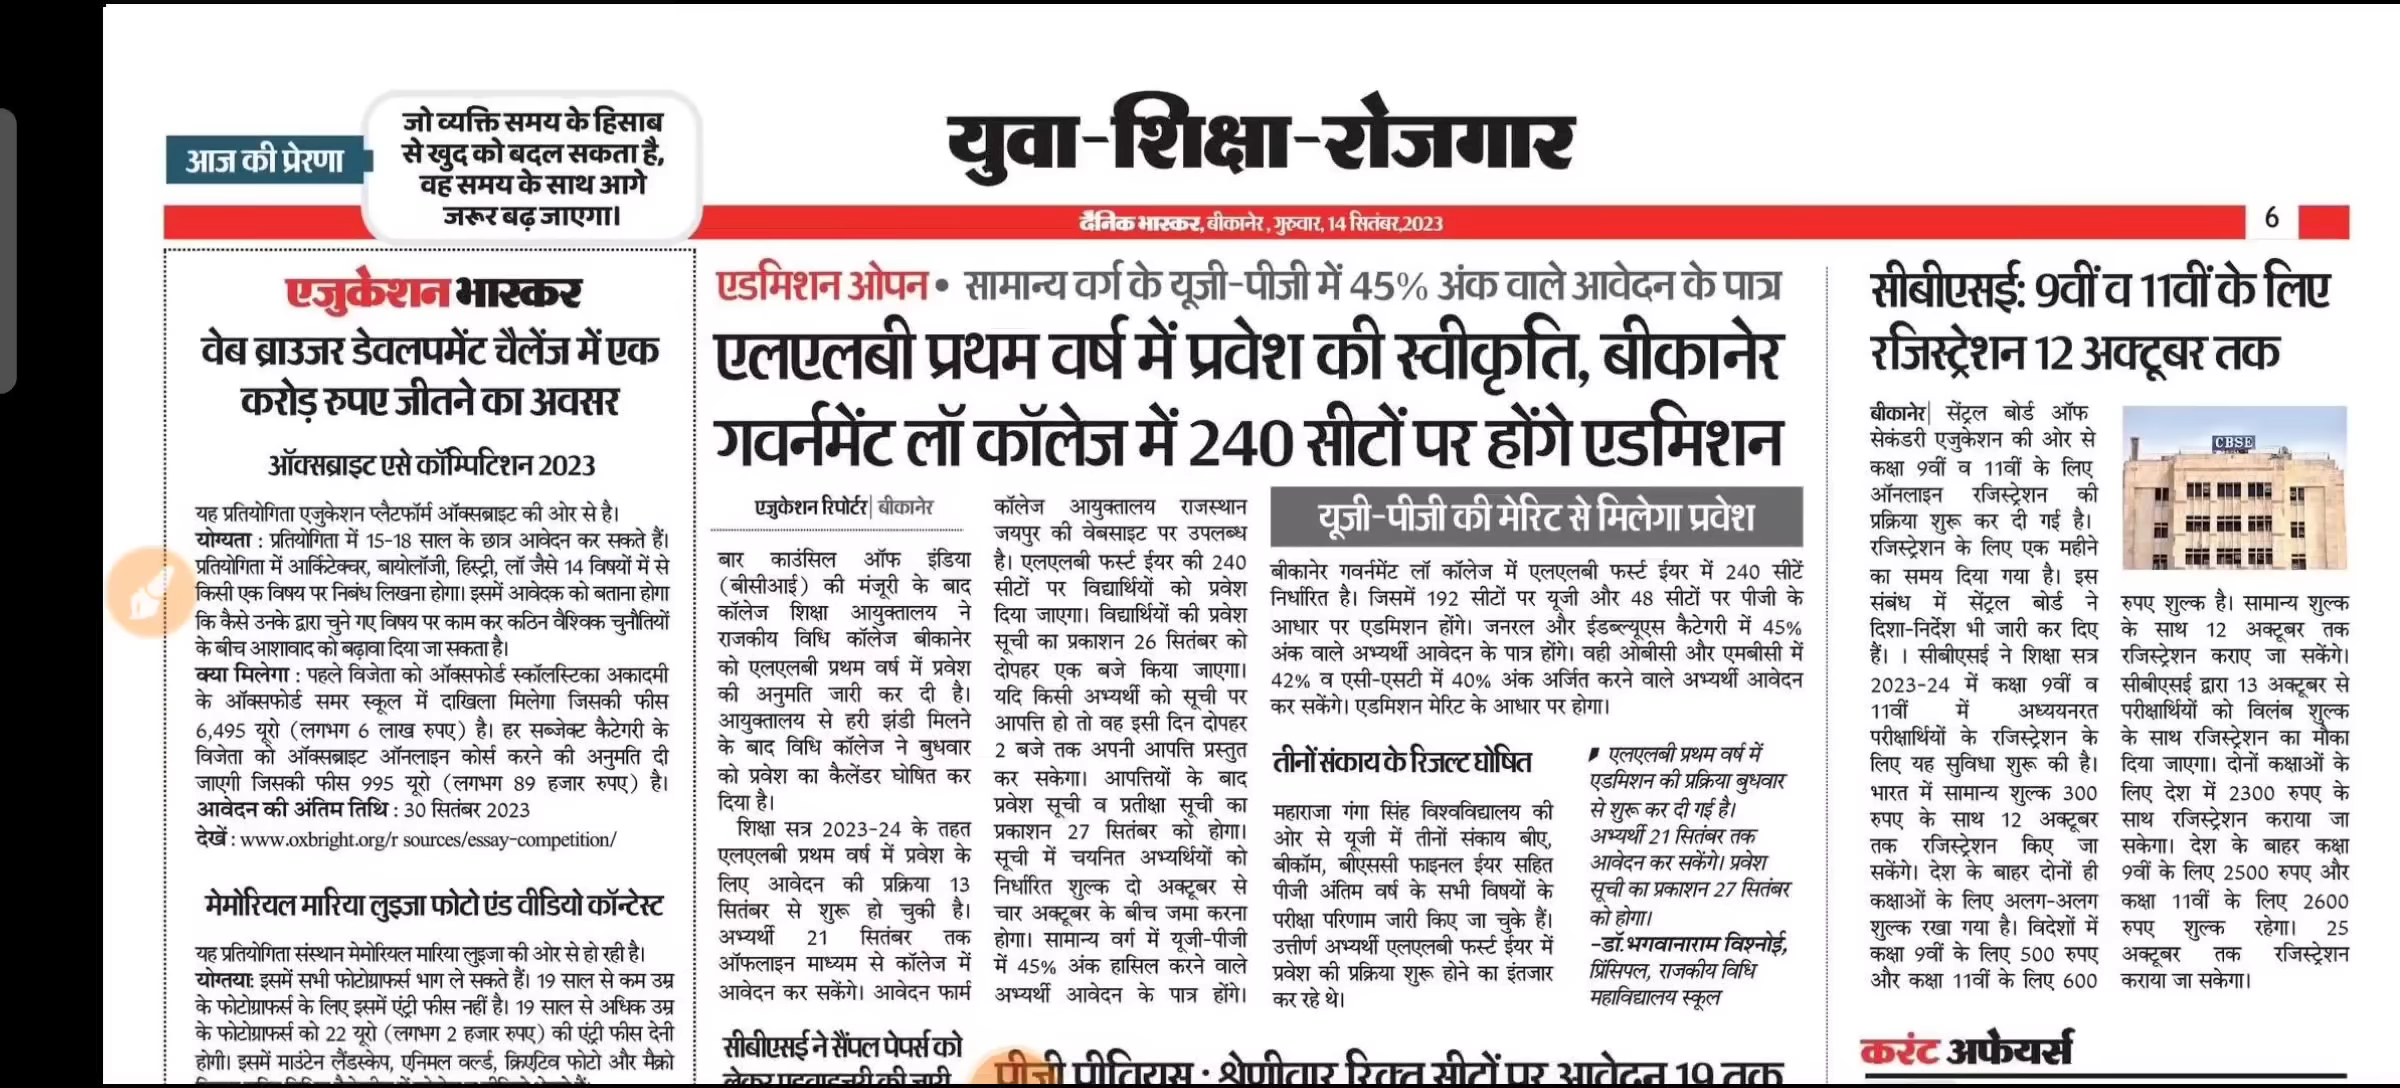 आज की प्रेरणा
जो व्यक्ति समय के हिसाब
से खुद को बदल सकता है,
वह समय के साथ आगे
जरूर बढ़ जाएगा।
युवा-शिक्षा-रोजगार
दैनिक भास्कर, बीकानेर, गुरुवार, 14 सितंबर,2023
6
एजुकेशन भास्कर
वेब ब्राउजर डेवलपमेंट चैलेंज में एक
करोड़ रुपए जीतने का अवसर
ऑक्सब्राइट एसे कॉम्पिटिशन 2023
यह प्रतियोगिता एजुकेशन प्लैटफॉर्म ऑक्सब्राइट की ओर से है।
योग्यता : प्रतियोगिता में 15-18 साल के छात्र आवेदन कर सकते हैं।
प्रतियोगिता में आर्किटेक्चर, बायोलॉजी, हिस्ट्री, लॉ जैसे 14 विषयों में से
किसी एक विषय पर निबंध लिखना होगा। इसमें आवेदक को बताना होगा
कि कैसे उनके द्वारा चुने गए विषय पर काम कर कठिन वैश्विक चुनौतियों
के बीच आशावाद को बढ़ावा दिया जा सकता है।
क्या मिलेगा : पहले विजेता को ऑक्सफोर्ड स्कॉलस्टिका अकादमी
के ऑक्सफोर्ड समर स्कूल में दाखिला मिलेगा जिसकी फीस
6,495 यूरो (लगभग 6 लाख रुपए) है। हर सब्जेक्ट कैटेगरी के
विजेता को ऑक्सब्राइट ऑनलाइन कोर्स करने की अनुमति दी
जाएगी जिसकी फीस 995 यूरो (लगभग 89 हजार रुपए) है।
आवेदन की अंतिम तिथि : 30 सितंबर 2023
देखें : www.oxbright.org/r sources/essay-competition/
मेमोरियल मारिया लुइजा फोटो एंड वीडियो कॉन्टेस्ट
यह प्रतियोगिता संस्थान मेमोरियल मारिया लुइजा की ओर से हो रही है।
योग्तया: इसमें सभी फोटोग्राफर्स भाग ले सकते हैं। 19 साल से कम उम्र
के फोटोग्राफर्स के लिए इसमें एंट्री फीस नहीं है। 19 साल से अधिक उम्र
के फोटोग्राफर्स को 22 यूरो (लगभग 2 हजार रुपए) की एंट्री फीस देनी
होगी। इसमें माउंटेन लैंडस्केप, एनिमल वर्ल्ड, क्रिएटिव फोटो और मैक्रो
एडमिशन ओपन • सामान्य वर्ग के यूजी-पीजी में 45% अंक वाले आवेदन के पात्र
एलएलबी प्रथम वर्ष में प्रवेश की स्वीकृति, बीकानेर
गवर्नमेंट लॉ कॉलेज में 240 सीटों पर होंगे एडमिशन
एजुकेशन रिपोर्टर| बीकानेर
बार काउंसिल ऑफ इंडिया
(बीसीआई) की मंजूरी के बाद
कॉलेज शिक्षा आयुक्तालय ने
राजकीय विधि कॉलेज बीकानेर
को एलएलबी प्रथम वर्ष में प्रवेश
की अनुमति जारी कर दी है।
आयुक्तालय से हरी झंडी मिलने
के बाद विधि कॉलेज ने बुधवार
को प्रवेश का कैलेंडर घोषित कर
दिया है।
शिक्षा सत्र 2023-24 के तहत
एलएलबी प्रथम वर्ष में प्रवेश के
लिए आवेदन की प्रक्रिया 13
सितंबर से शुरू हो चुकी है।
अभ्यर्थी 21 सितंबर तक
ऑफलाइन माध्यम से कॉलेज में
आवेदन कर सकेंगे। आवेदन फार्म
कॉलेज आयुक्तालय राजस्थान
जयपुर की वेबसाइट पर उपलब्ध
है। एलएलबी फर्स्ट ईयर की 240
सीटों पर विद्यार्थियों को प्रवेश
दिया जाएगा। विद्यार्थियों की प्रवेश
सूची का प्रकाशन 26 सितंबर को
दोपहर एक बजे किया जाएगा।
यदि किसी अभ्यर्थी को सूची पर
आपत्ति हो तो वह इसी दिन दोपहर
2 बजे तक अपनी आपत्ति प्रस्तुत
कर सकेगा। आपत्तियों के बाद
प्रवेश सूची व प्रतीक्षा सूची का
प्रकाशन 27 सितंबर को होगा।
सूची में चयनित अभ्यर्थियों को
निर्धारित शुल्क दो अक्टूबर से
चार अक्टूबर के बीच जमा करना
होगा। सामान्य वर्ग में यूजी-पीजी
में 45% अंक हासिल करने वाले
अभ्यर्थी आवेदन के पात्र होंगे।
यूजी-पीजी की मेरिट से मिलेगा प्रवेश
बीकानेर गवर्नमेंट लॉ कॉलेज में एलएलबी फर्स्ट ईयर में 240 सीटें
निर्धारित है। जिसमें 192 सीटों पर यूजी और 48 सीटों पर पीजी के
आधार पर एडमिशन होंगे। जनरल और ईडब्ल्यूएस कैटेगरी में 45%
अंक वाले अभ्यर्थी आवेदन के पात्र होंगे। वही ओबीसी और एमबीसी में
42% व एसी-एसटी में 40% अंक अर्जित करने वाले अभ्यर्थी आवेदन
कर सकेंगे। एडमिशन मेरिट के आधार पर होगा।
तीनों संकाय के रिजल्ट घोषित
महाराजा गंगा सिंह विश्वविद्यालय की
ओर से यूजी में तीनों संकाय बीए,
बीकॉम, बीएससी फाइनल ईयर सहित
पीजी अंतिम वर्ष के सभी विषयों के
परीक्षा परिणाम जारी किए जा चुके हैं।
उत्तीर्ण अभ्यर्थी एलएलबी फर्स्ट ईयर में
प्रवेश की प्रक्रिया शुरू होने का इंतजार
कर रहे थे।
एलएलबी प्रथम वर्ष में
एडमिशन की प्रक्रिया बुधवार
से शुरू कर दी गई है।
अभ्यर्थी 21 सितंबर तक
आवेदन कर सकेंगे। प्रवेश
सूची का प्रकाशन 27 सितंबर
को होगा।
-डॉ. भगवानाराम विश्नोई,
प्रिंसिपल, राजकीय विधि
महाविद्यालय स्कूल
सीबीएसई ने सैंपल पेपर्स को
लेकर एडवाइजरी की जारी
पीजी प्रीवियस : श्रेणीवार रिक्त सीटों पर आवेदन 19 तक
सीबीएसई: 9वीं व 11वीं के लिए
रजिस्ट्रेशन 12 अक्टूबर तक
बीकानेर| सेंट्रल बोर्ड ऑफ
सेकंडरी एजुकेशन की ओर से
कक्षा 9वीं व 11वीं के लिए
ऑनलाइन रजिस्ट्रेशन की
प्रक्रिया शुरू कर दी गई है।
रजिस्ट्रेशन के लिए एक महीने
का समय दिया गया है। इस
संबंध में सेंट्रल बोर्ड ने
दिशा-निर्देश भी जारी कर दिए
हैं। । सीबीएसई ने शिक्षा सत्र
2023-24 में कक्षा 9वीं व
11वीं में अध्ययनरत
परीक्षार्थियों के रजिस्ट्रेशन के
लिए यह सुविधा शुरू की है।
भारत में सामान्य शुल्क 300
रुपए के साथ 12 अक्टूबर
तक रजिस्ट्रेशन किए जा
सकेंगे। देश के बाहर दोनों ही
कक्षाओं के लिए अलग-अलग
शुल्क रखा गया है। विदेशों में
कक्षा 9वीं के लिए 500 रुपए
और कक्षा 11वीं के लिए 600
CBSE
रुपए शुल्क है। सामान्य शुल्क
के साथ 12 अक्टूबर तक
रजिस्ट्रेशन कराए जा सकेंगे।
सीबीएसई द्वारा 13 अक्टूबर से
परीक्षार्थियों को विलंब शुल्क
के साथ रजिस्ट्रेशन का मौका
दिया जाएगा। दोनों कक्षाओं के
लिए देश में 2300 रुपए के
साथ रजिस्ट्रेशन कराया जा
सकेगा। देश के बाहर कक्षा
9वीं के लिए 2500 रुपए और
कक्षा 11वीं के लिए 2600
रुपए शुल्क रहेगा। 25
अक्टूबर तक रजिस्ट्रेशन
कराया जा सकेगा।
करंट अफेयर्स